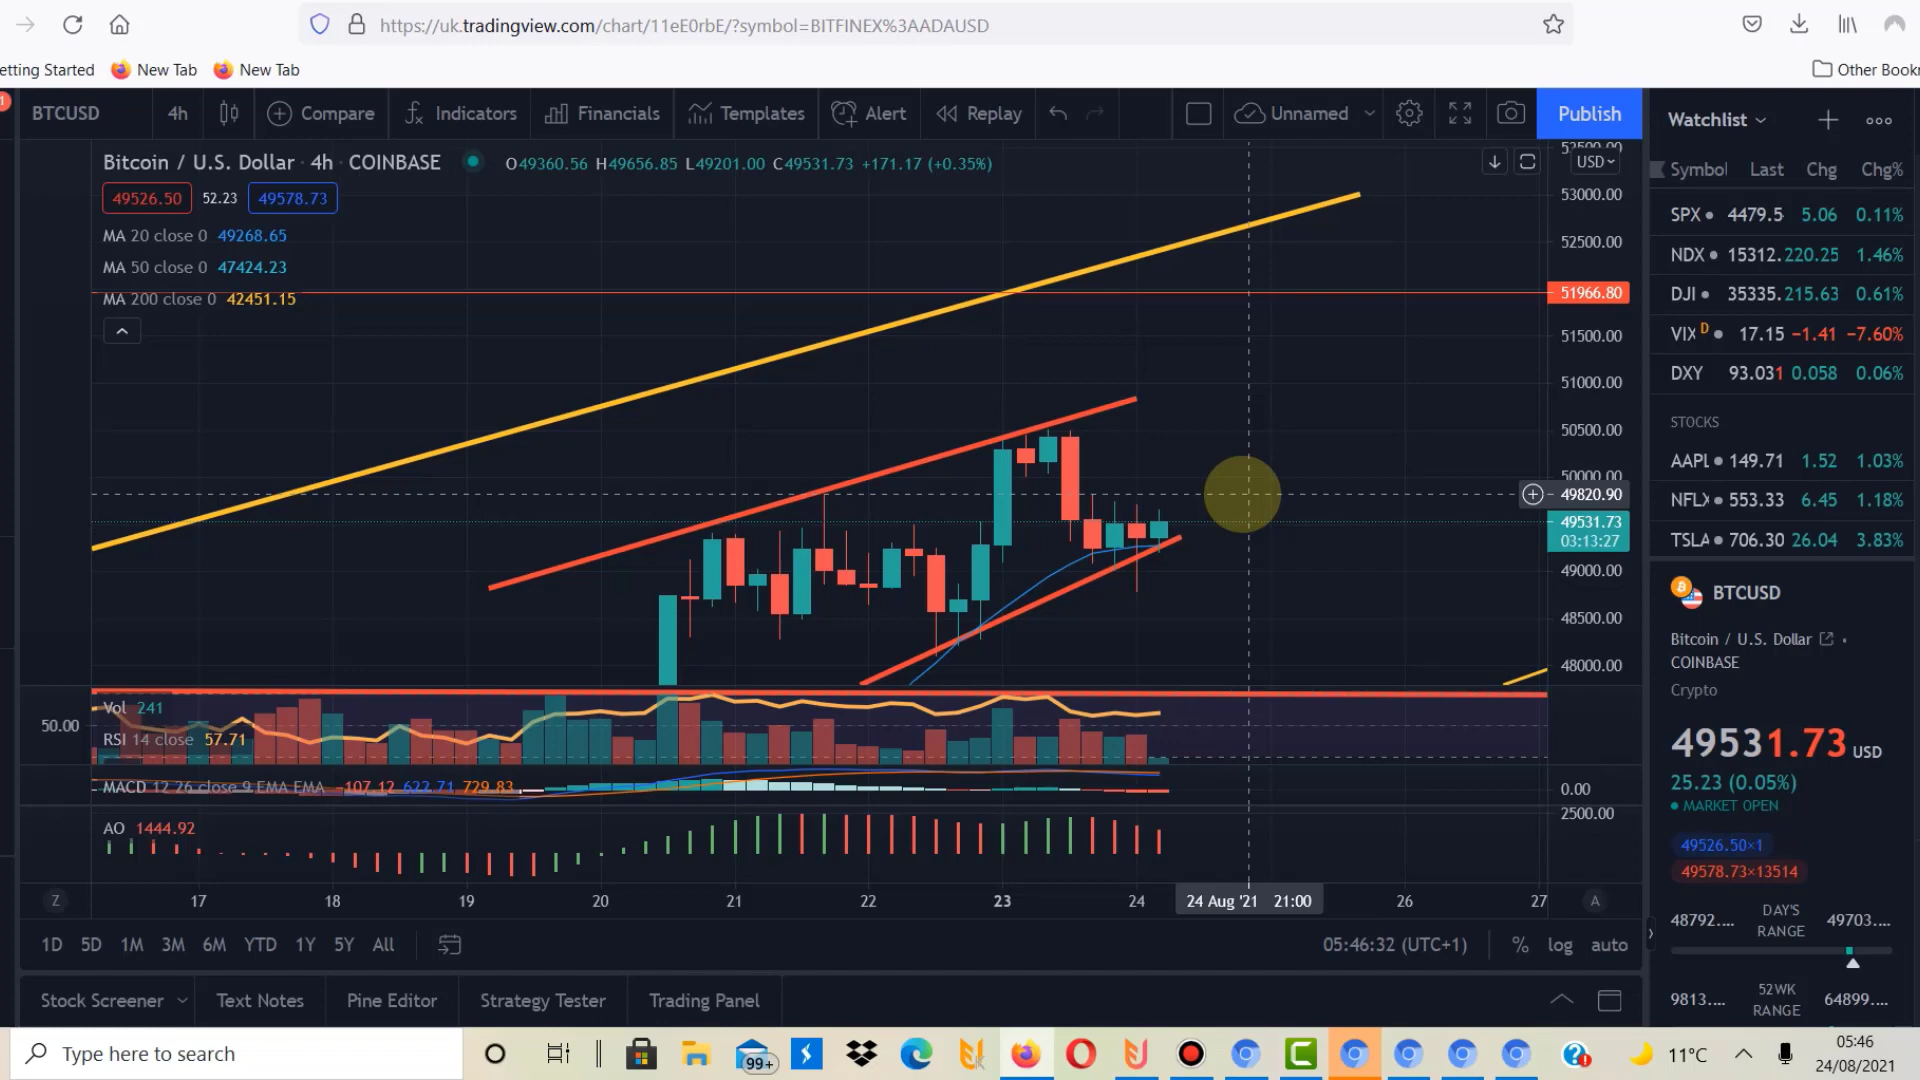 https://uk.tradingview.com/chart/11eE0rbE/?symbol=BITFINEX%3AADAUSD
etting Started New Tab New Tab Other Bookr
1
BTCUSD 4h Compare Indicators Financials Templates Alert Replay Unnamed Publish
Bitcoin / U.S. Dollar · 4h · COINBASE O49360.56 H49656.85 L49201.00 C49531.73 +171.17 (+0.35%)
49526.50 52.23 49578.73
MA 20 close 0 49268.65
MA 50 close 0 47424.23
MA 200 close 0 42451.15
52500.00
USD
53000.00
52500.00
51966.80
51500.00
51000.00
50500.00
50000.00
49820.90
49531.73
03:13:27
49000.00
48500.00
48000.00
Vol 241
50.00
RSI 14 close 57.71
MACD 12 26 close 9 EMA EMA −107.12 622.71 729.83
0.00
2500.00
AO 1444.92
Z 17 18 19 20 21 22 23 24 24 Aug '21 21:00 26 27 A
1D 5D 1M 3M 6M YTD 1Y 5Y All 05:46:32 (UTC+1) % log auto
Stock Screener Text Notes Pine Editor Strategy Tester Trading Panel
Watchlist
Symbol Last Chg Chg%
SPX 4479.5 5.06 0.11%
NDX 15312. 220.25 1.46%
DJI 35335. 215.63 0.61%
VIX D 17.15 −1.41 −7.60%
DXY 93.031 0.058 0.06%
STOCKS
AAPL 149.71 1.52 1.03%
NFLX 553.33 6.45 1.18%
TSLA 706.30 26.04 3.83%
BTCUSD
Bitcoin / U.S. Dollar ·
COINBASE
Crypto
49531.73 USD
25.23 (0.05%)
MARKET OPEN
49526.50×1
49578.73×13514
48792.... DAY'S RANGE 49703....
9813.... 52WK RANGE 64899....
Type here to search
99+
11°C
05:46
24/08/2021